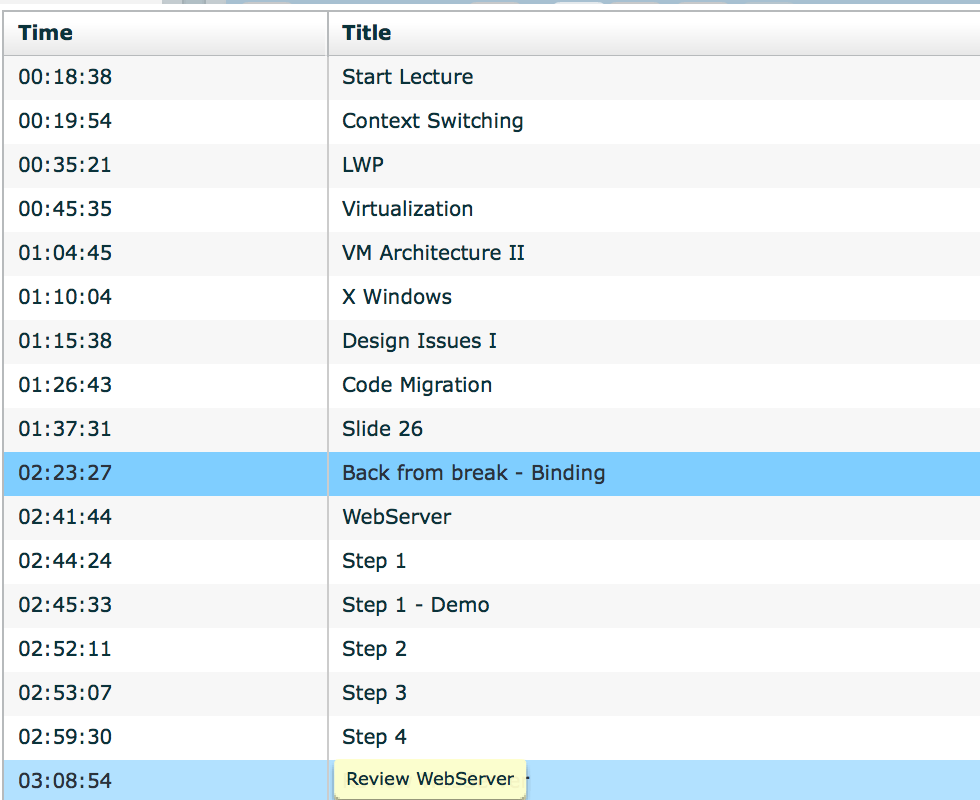 Time Title
00:18:38 Start Lecture
00:19:54 Context Switching
00:35:21 LWP
00:45:35 Virtualization
01:04:45 VM Architecture II
01:10:04 X Windows
01:15:38 Design Issues I
01:26:43 Code Migration
01:37:31 Slide 26
02:23:27 Back from break - Binding
02:41:44 WebServer
02:44:24 Step 1
02:45:33 Step 1 - Demo
02:52:11 Step 2
02:53:07 Step 3
02:59:30 Step 4
03:08:54 Review WebServer